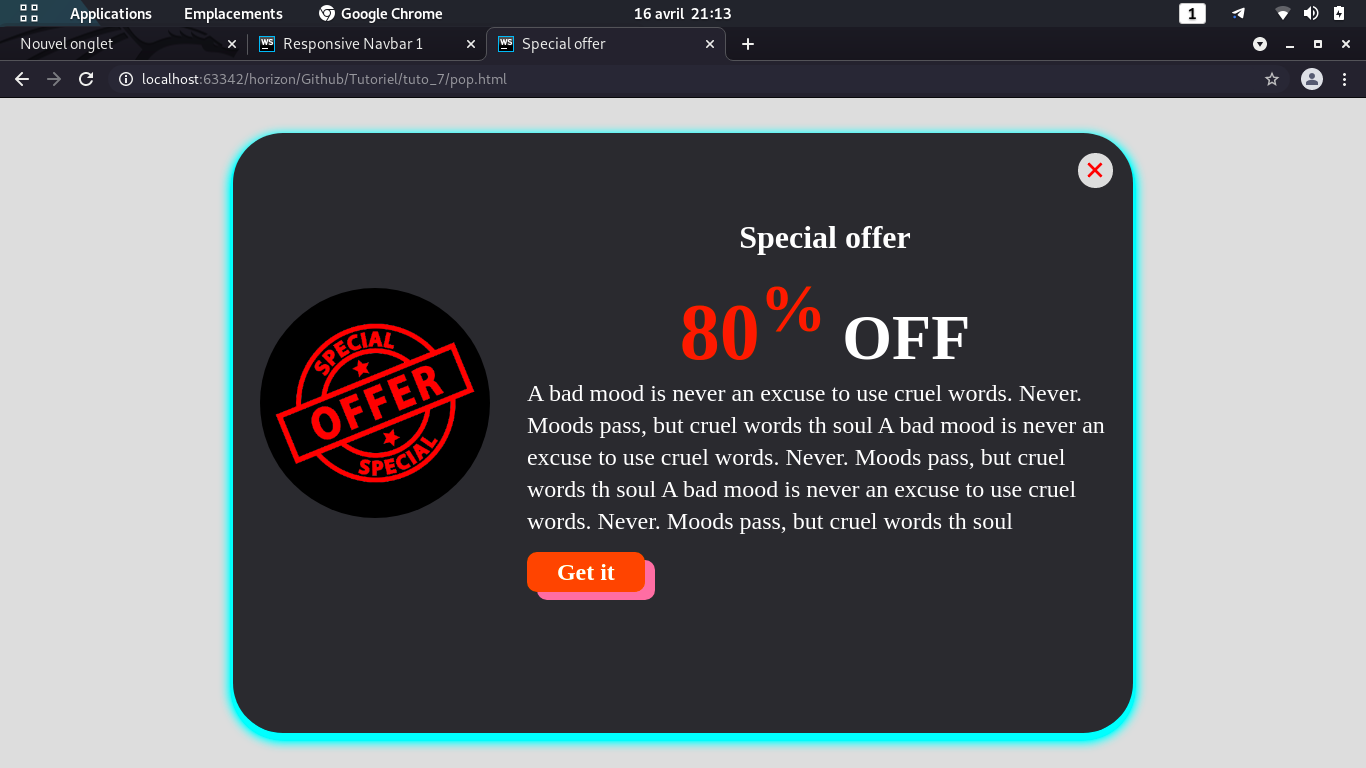 Applications Emplacements Google Chrome 16 avril 21:13 1
Nouvel onglet WS Responsive Navbar 1 WS Special offer
localhost:63342/horizon/Github/Tutoriel/tuto_7/pop.html
Special offer
80% OFF
SPECIAL
OFFER
SPECIAL
A bad mood is never an excuse to use cruel words. Never.
Moods pass, but cruel words th soul A bad mood is never an
excuse to use cruel words. Never. Moods pass, but cruel
words th soul A bad mood is never an excuse to use cruel
words. Never. Moods pass, but cruel words th soul
Get it